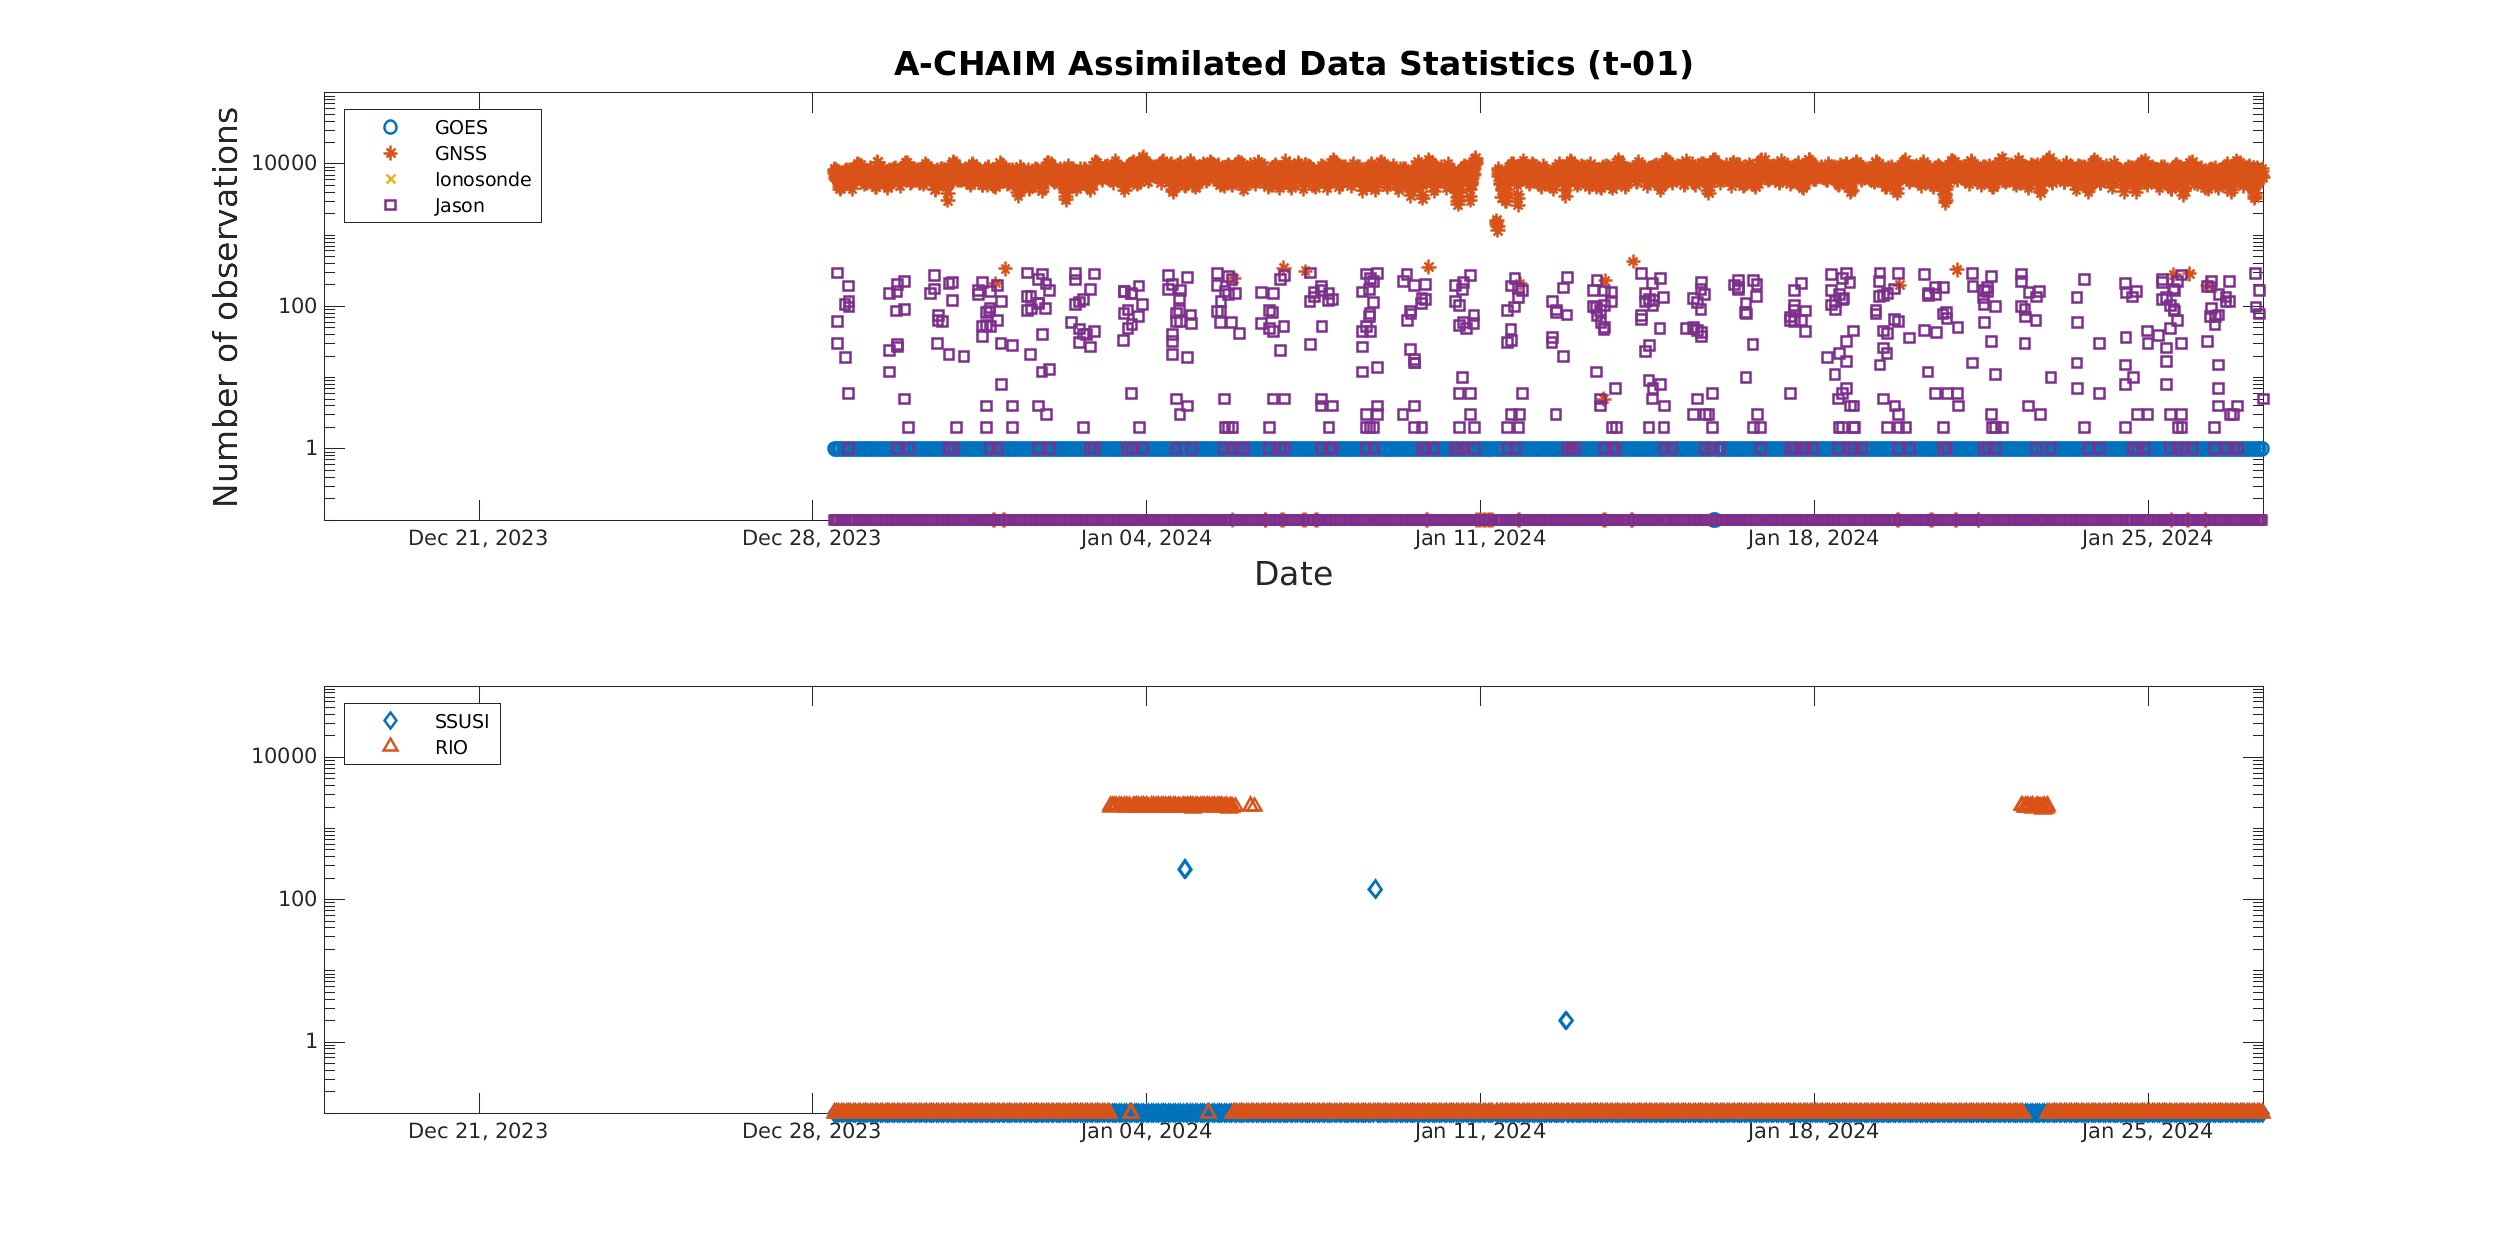 A-CHAIM Assimilated Data Statistics (t-01)
Number of observations
10000
100
1
GOES
GNSS
Ionosonde
Jason
Dec 21, 2023
Dec 28, 2023
Jan 04, 2024
Jan 11, 2024
Jan 18, 2024
Jan 25, 2024
Date
10000
100
1
SSUSI
RIO
Dec 21, 2023
Dec 28, 2023
Jan 04, 2024
Jan 11, 2024
Jan 18, 2024
Jan 25, 2024